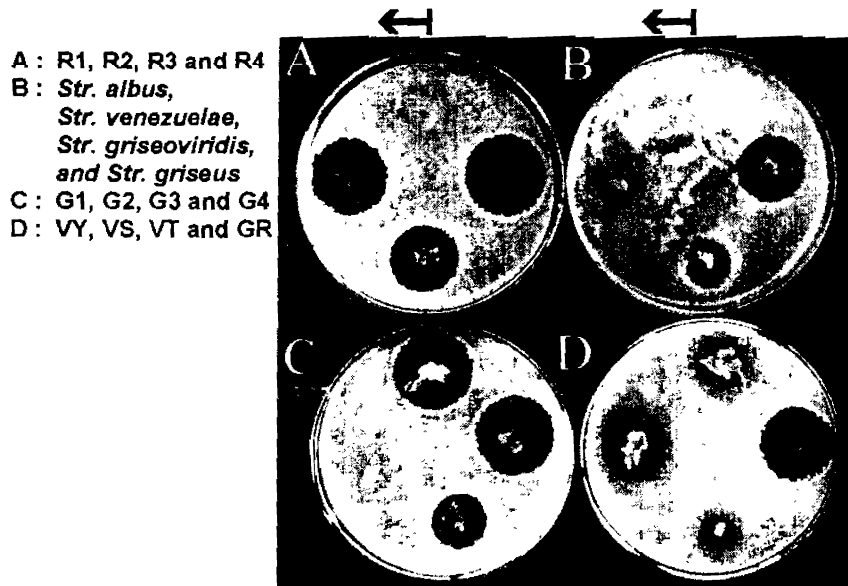 A : R1, R2, R3 and R4
B : Str. albus,
Str. venezuelae,
Str. griseoviridis,
and Str. griseus
C : G1, G2, G3 and G4
D : VY, VS, VT and GR
A
B
C
D